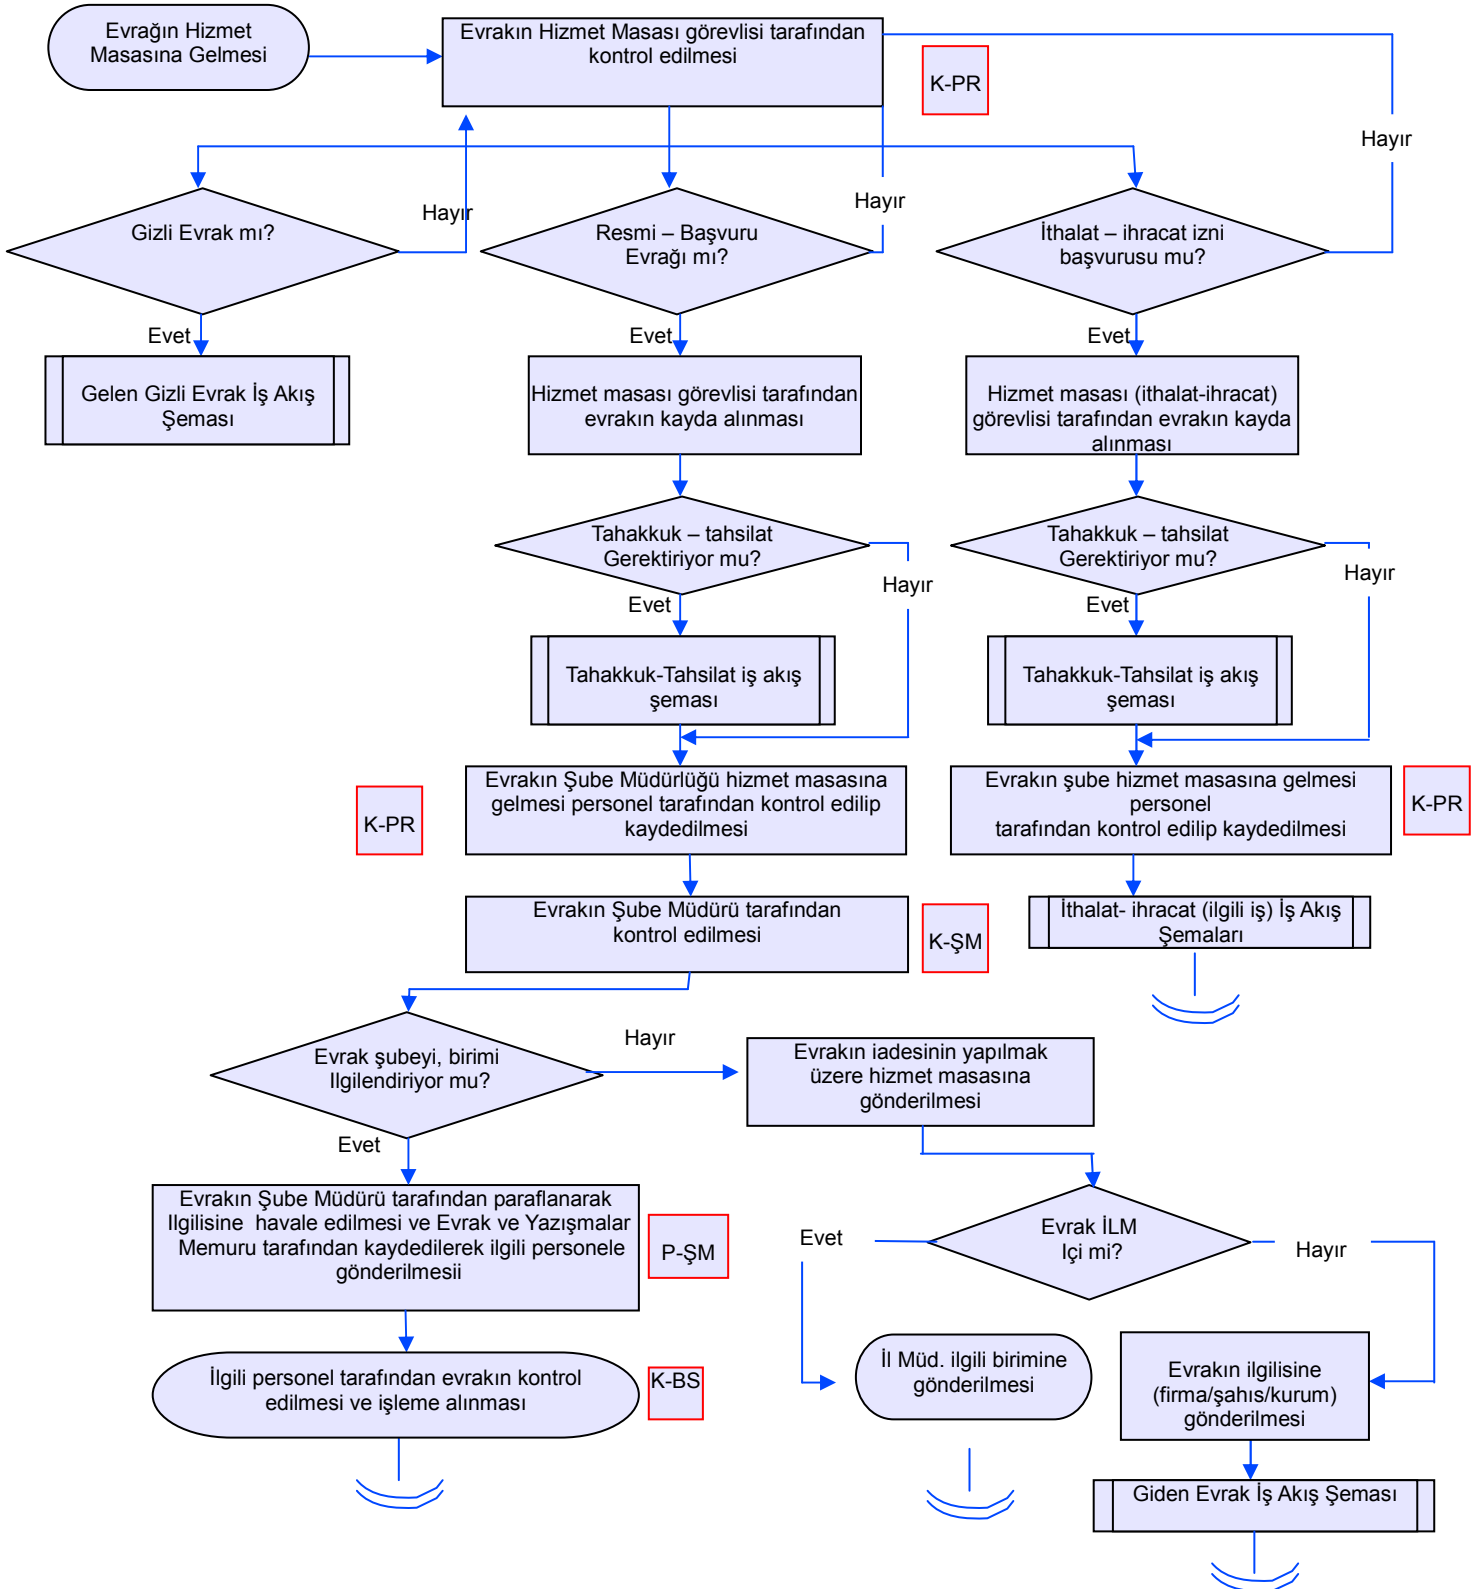 Evrağın Hizmet
Masasına Gelmesi
Evrakın Hizmet Masası görevlisi tarafından
kontrol edilmesi
K-PR
Hayır
Hayır
Hayır
Gizli Evrak mı?
Resmi – Başvuru
Evrağı mı?
İthalat – ihracat izni
başvurusu mu?
Evet
Evet
Evet
Gelen Gizli Evrak İş Akış
Şeması
Hizmet masası görevlisi tarafından
evrakın kayda alınması
Hizmet masası (ithalat-ihracat)
görevlisi tarafından evrakın kayda
alınması
Tahakkuk – tahsilat
Gerektiriyor mu?
Hayır
Tahakkuk – tahsilat
Gerektiriyor mu?
Hayır
Evet
Evet
Tahakkuk-Tahsilat iş akış
şeması
Tahakkuk-Tahsilat iş akış
şeması
K-PR
Evrakın Şube Müdürlüğü hizmet masasına
gelmesi personel tarafından kontrol edilip
kaydedilmesi
Evrakın şube hizmet masasına gelmesi
personel
tarafından kontrol edilip kaydedilmesi
K-PR
Evrakın Şube Müdürü tarafından
kontrol edilmesi
K-ŞM
İthalat- ihracat (ilgili iş) İş Akış
Şemaları
Evrak şubeyi, birimi
Ilgilendiriyor mu?
Hayır
Evrakın iadesinin yapılmak
üzere hizmet masasına
gönderilmesi
Evet
Evrakın Şube Müdürü tarafından paraflanarak
Ilgilisine  havale edilmesi ve Evrak ve Yazışmalar
Memuru tarafından kaydedilerek ilgili personele
gönderilmesii
P-ŞM
Evet
Evrak İLM
Içi mi?
Hayır
İlgili personel tarafından evrakın kontrol
edilmesi ve işleme alınması
K-BS
İl Müd. ilgili birimine
gönderilmesi
Evrakın ilgilisine
(firma/şahıs/kurum)
gönderilmesi
Giden Evrak İş Akış Şeması